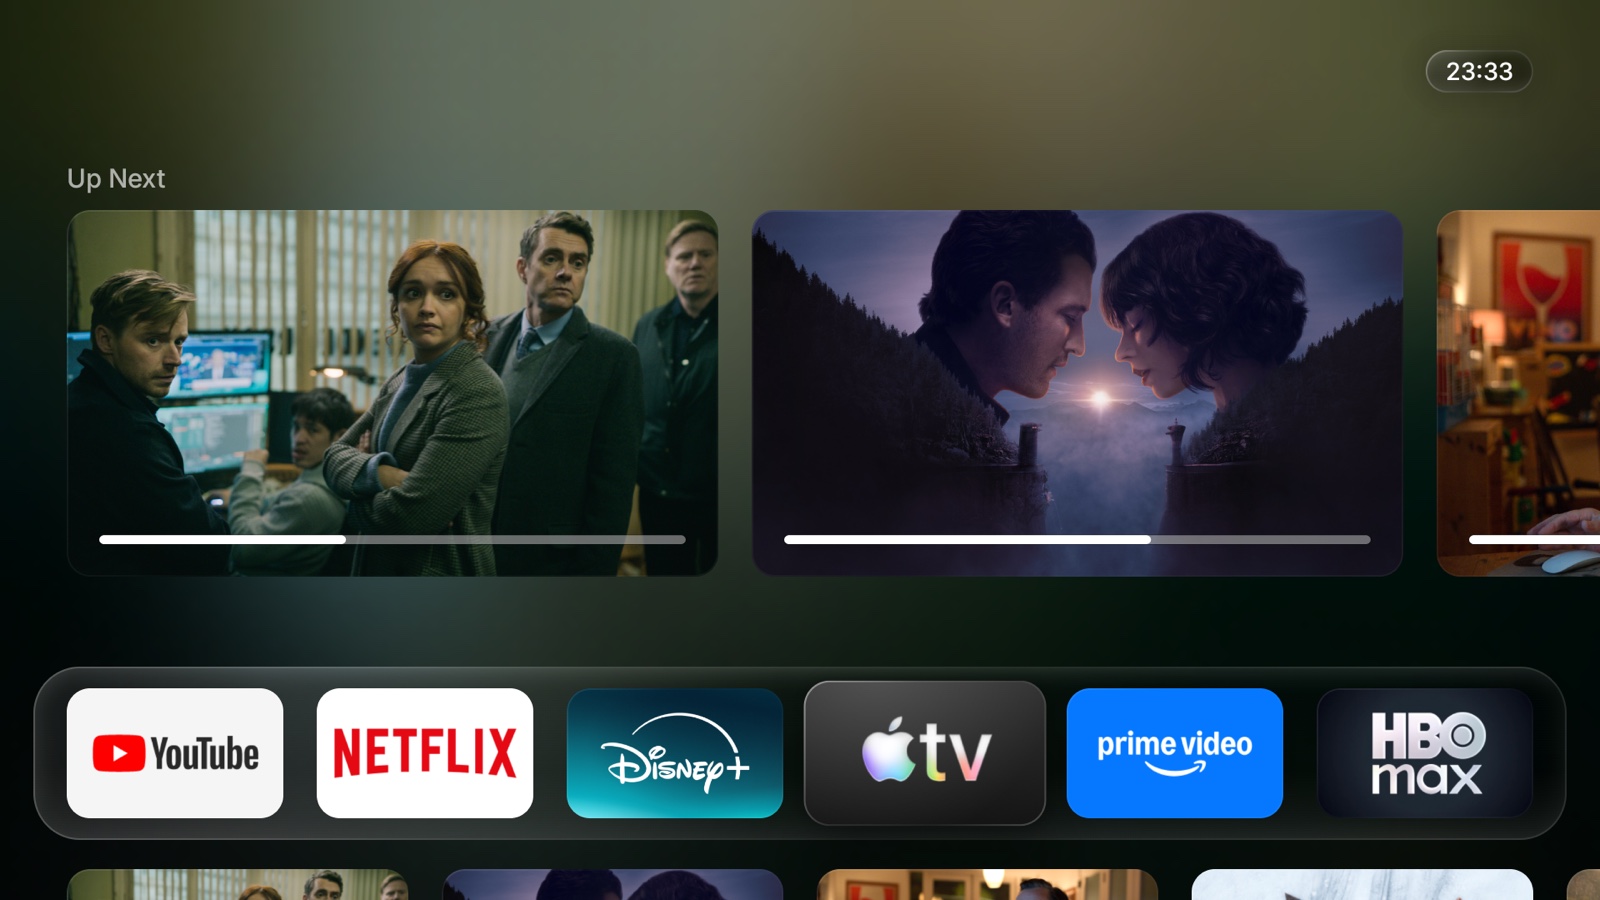 23:33
Up Next
YouTube
NETFLIX
Disney+
tv
prime video
HBO
max